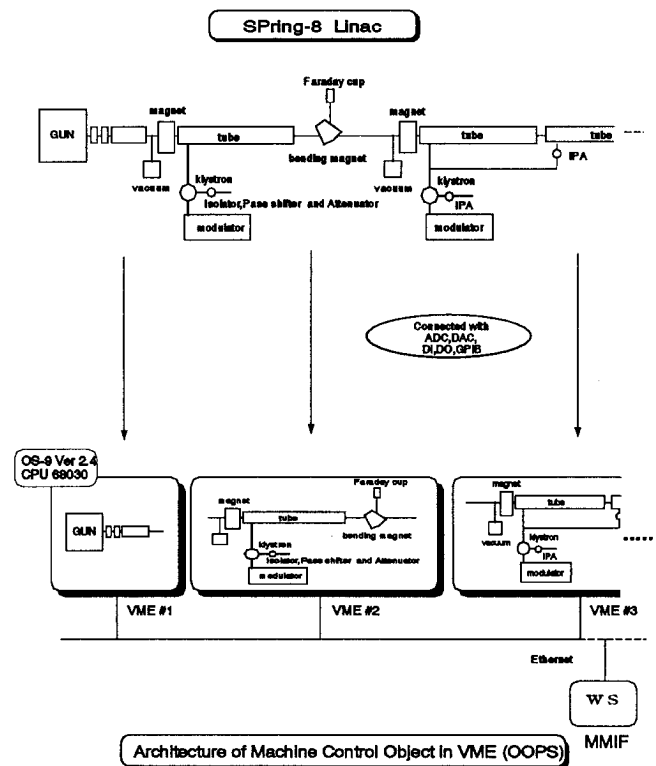 SPring-8 Linac
Faraday cup
magnet
magnet
GUN
tube
tube
tube
bending magnet
IPA
vacuum
klystron
vacuum
klystron
Isolator,Pase shifter and Attenuator
IPA
modulator
modulator
Connected with
ADC,DAC,
DI,DO,GPIB
OS-9 Ver 2.4
CPU 68030
Faraday cup
magnet
magnet
GUN
tube
tube
bending magnet
vacuum
klystron
klystron
Isolator,Pase shifter and Attenuator
IPA
modulator
modulator
VME #1
VME #2
VME #3
Ethernet
WS
MMIF
Architecture of Machine Control Object in VME (OOPS)